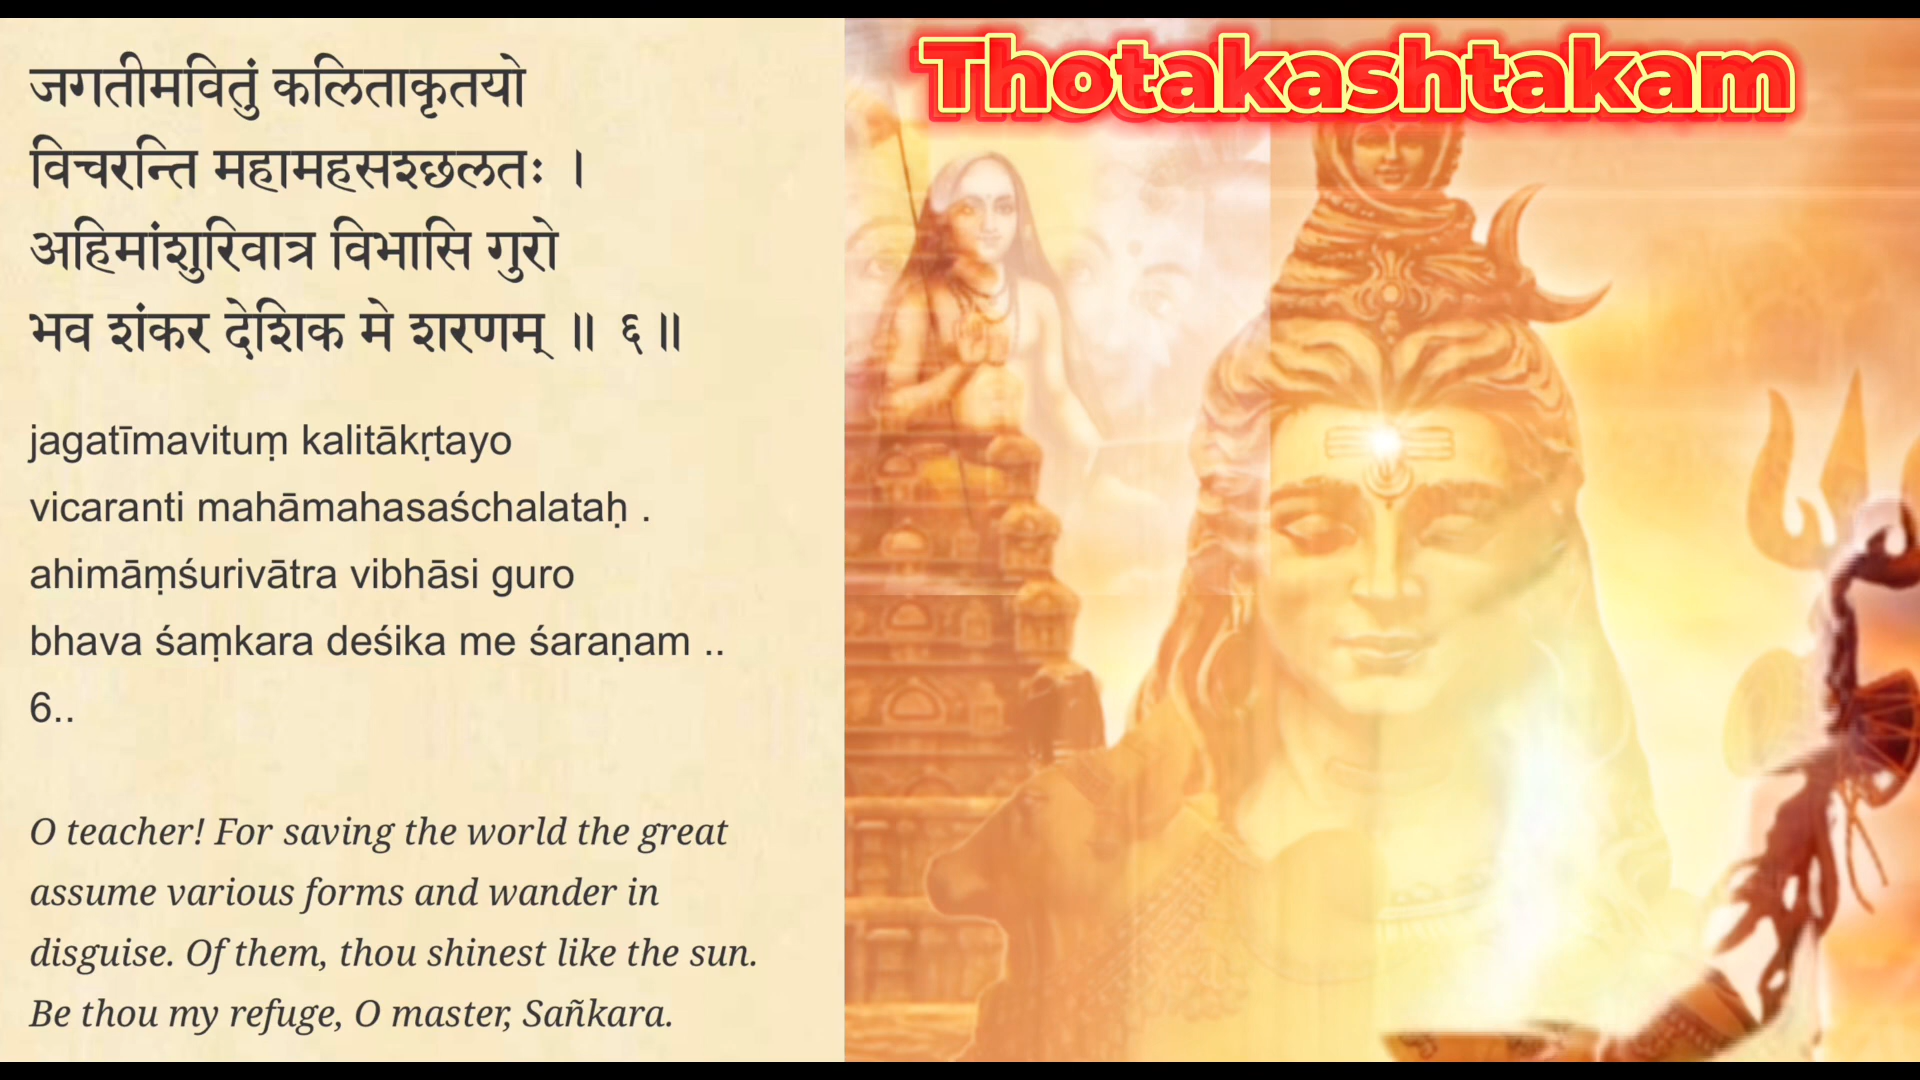 Thotakashtakam
जगतीमवितुं कलिताकृतयो
विचरन्ति महामहसश्छलतः ।
अहिमांशुरिवात्र विभासि गुरो
भव शंकर देशिक मे शरणम् ॥ ६॥
jagatīmavituṃ kalitākṛtayo
vicaranti mahāmahasaśchalataḥ .
ahimāṃśurivātra vibhāsi guro
bhava śaṃkara deśika me śaraṇam ..
6..
O teacher! For saving the world the great
assume various forms and wander in
disguise. Of them, thou shinest like the sun.
Be thou my refuge, O master, Sañkara.